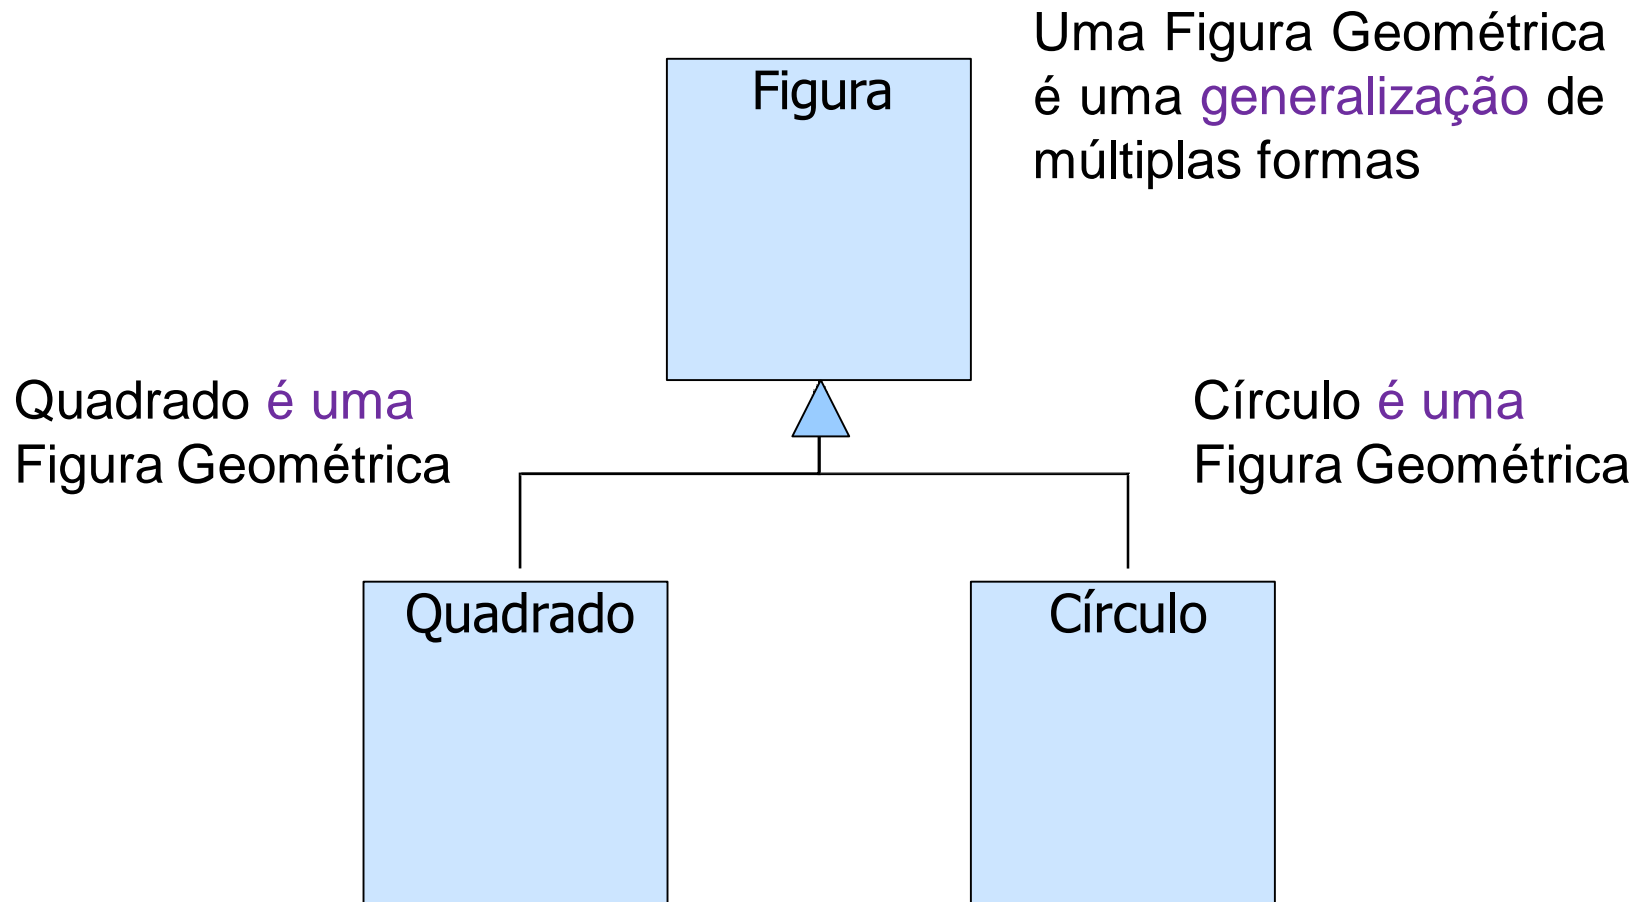 Uma Figura Geométrica
é uma generalização de
múltiplas formas
Figura
Quadrado é uma
Figura Geométrica
Círculo é uma
Figura Geométrica
Quadrado
Círculo